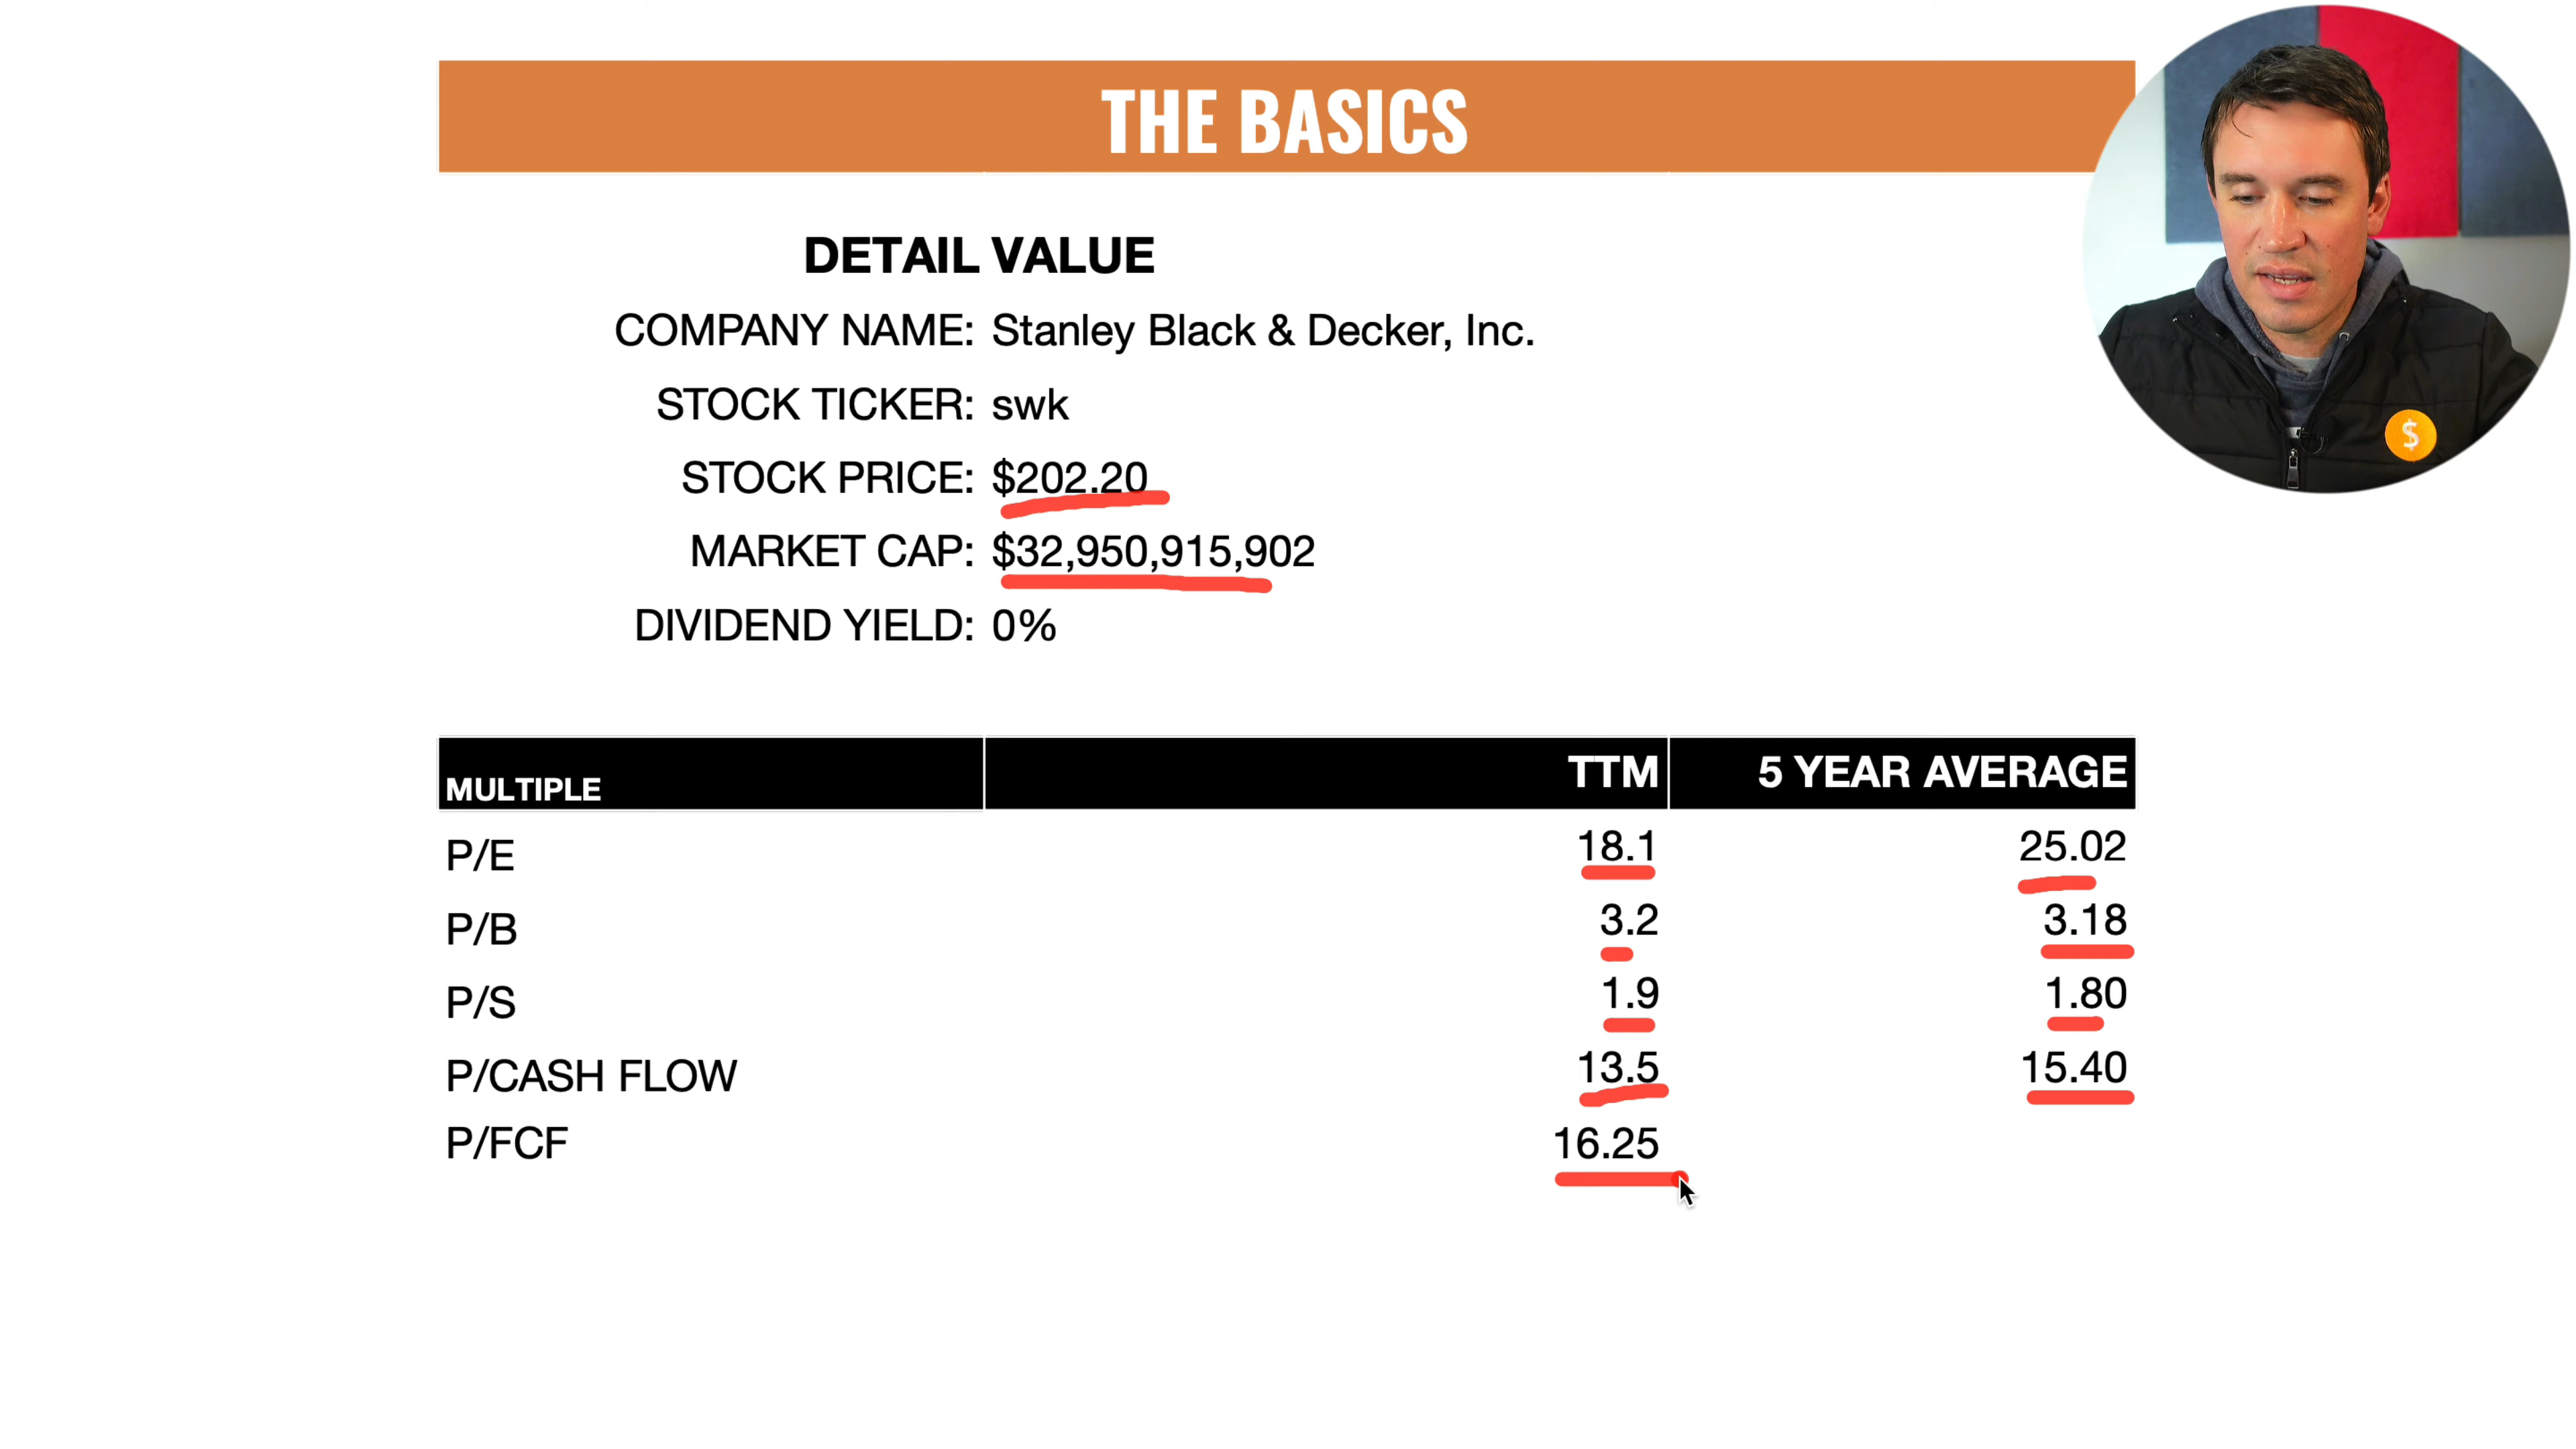 THE BASICS
DETAIL VALUE
COMPANY NAME: Stanley Black & Decker, Inc.
STOCK TICKER: swk
STOCK PRICE: $202.20
MARKET CAP: $32,950,915,902
DIVIDEND YIELD: 0%
MULTIPLE TTM 5 YEAR AVERAGE
P/E 18.1 25.02
P/B 3.2 3.18
P/S 1.9 1.80
P/CASH FLOW 13.5 15.40
P/FCF 16.25
$